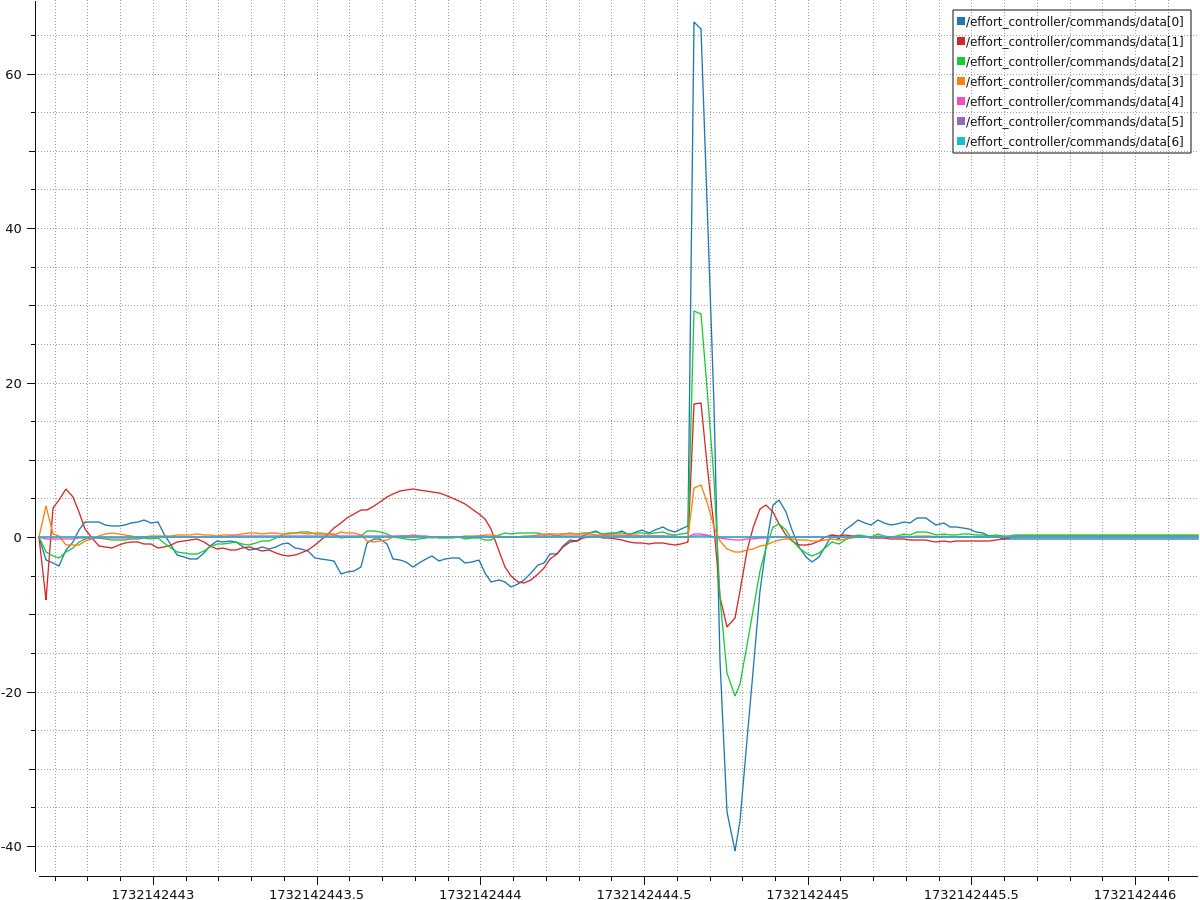 /effort_controller/commands/data[0]
/effort_controller/commands/data[1]
/effort_controller/commands/data[2]
/effort_controller/commands/data[3]
/effort_controller/commands/data[4]
/effort_controller/commands/data[5]
/effort_controller/commands/data[6]
60
40
20
0
-20
-40
1732142443 1732142443.5 1732142444 1732142444.5 1732142445 1732142445.5 1732142446